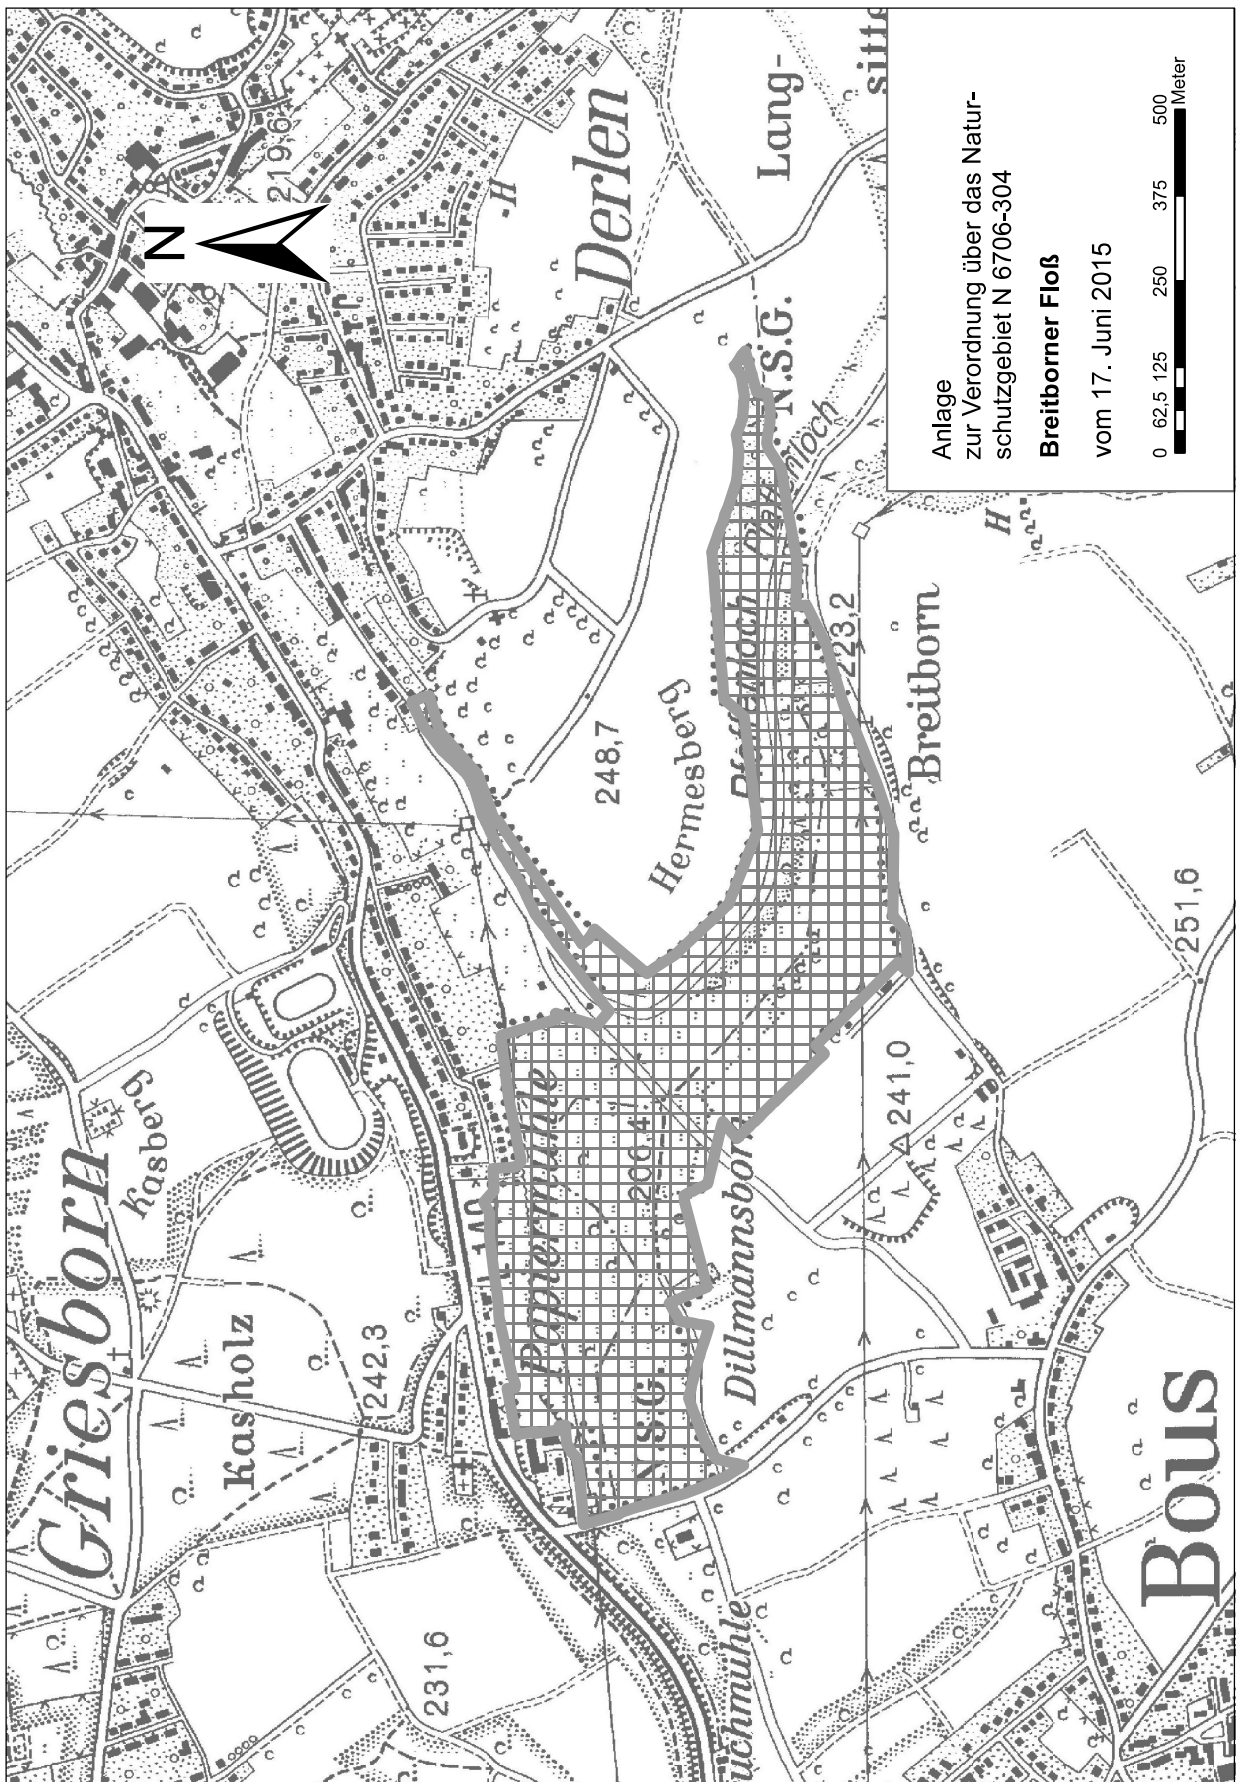 Griesborn
Kasberg
Kasholz
242,3
231,6
Papiermühle
206,4
N.S.G.
Dillmannsborn
241,0
Bous
251,6
Breitborn
223,2
Hermesberg
248,7
Pfaffenloch
N.S.G.
Derlen
219,6
H
H
Lang-
N
Anlage
zur Verordnung über das Natur-
schutzgebiet N 6706-304
Breitborner Floß
vom 17. Juni 2015
0 62,5 125 250 375 500
Meter